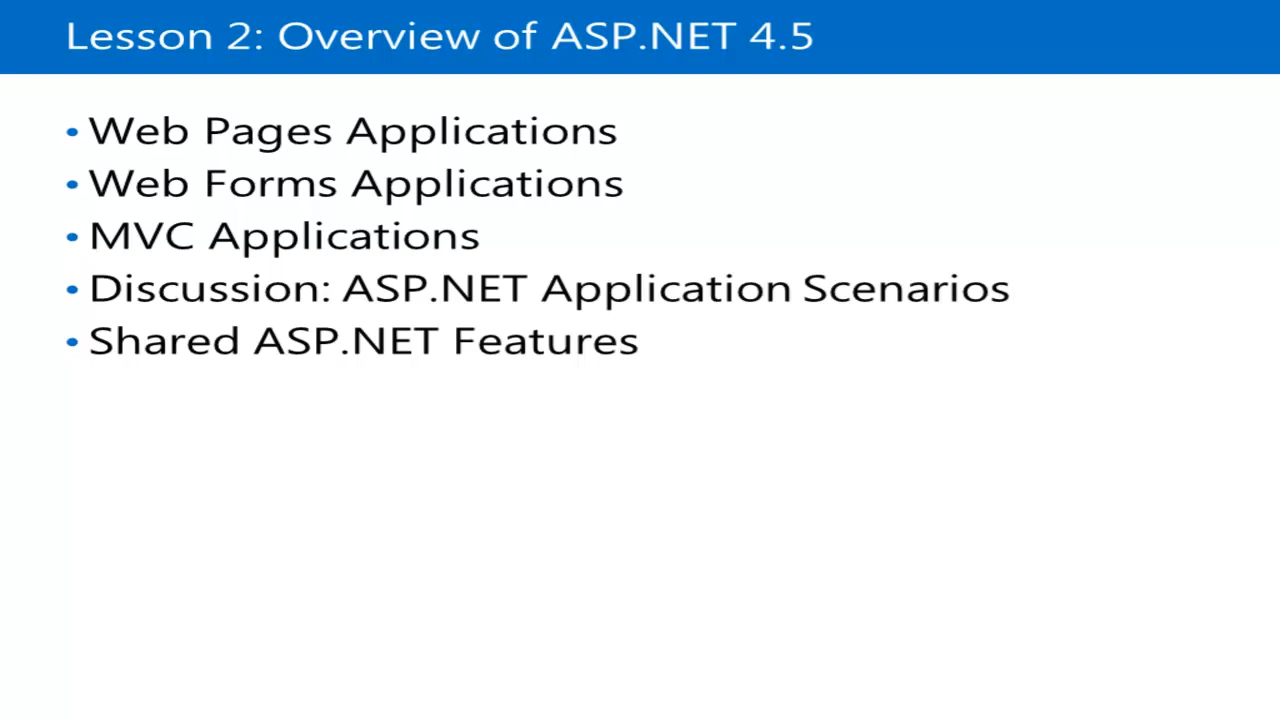 Lesson 2: Overview of ASP.NET 4.5
• Web Pages Applications
• Web Forms Applications
• MVC Applications
• Discussion: ASP.NET Application Scenarios
• Shared ASP.NET Features